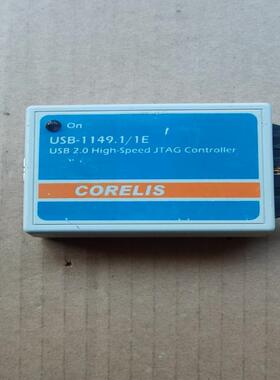 On
USB-1149.1/1E
USB 2.0 High-Speed JTAG Controller
CORELIS